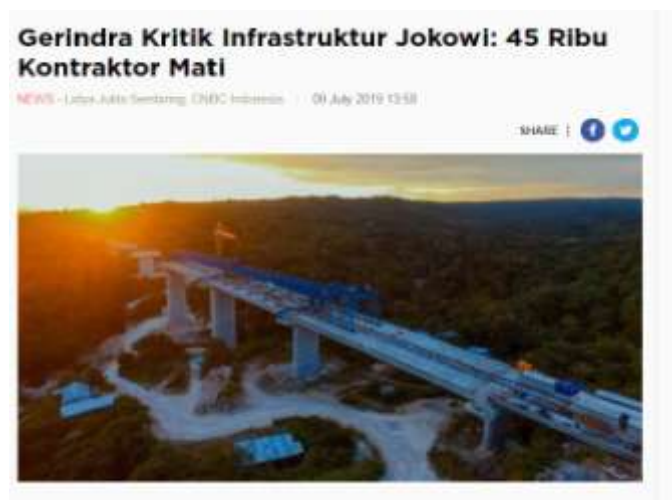 Gerindra Kritik Infrastruktur Jokowi: 45 Ribu
Kontraktor Mati
NEWS - CNBC Indonesia | 09 July 2019 13:58
SHARE |